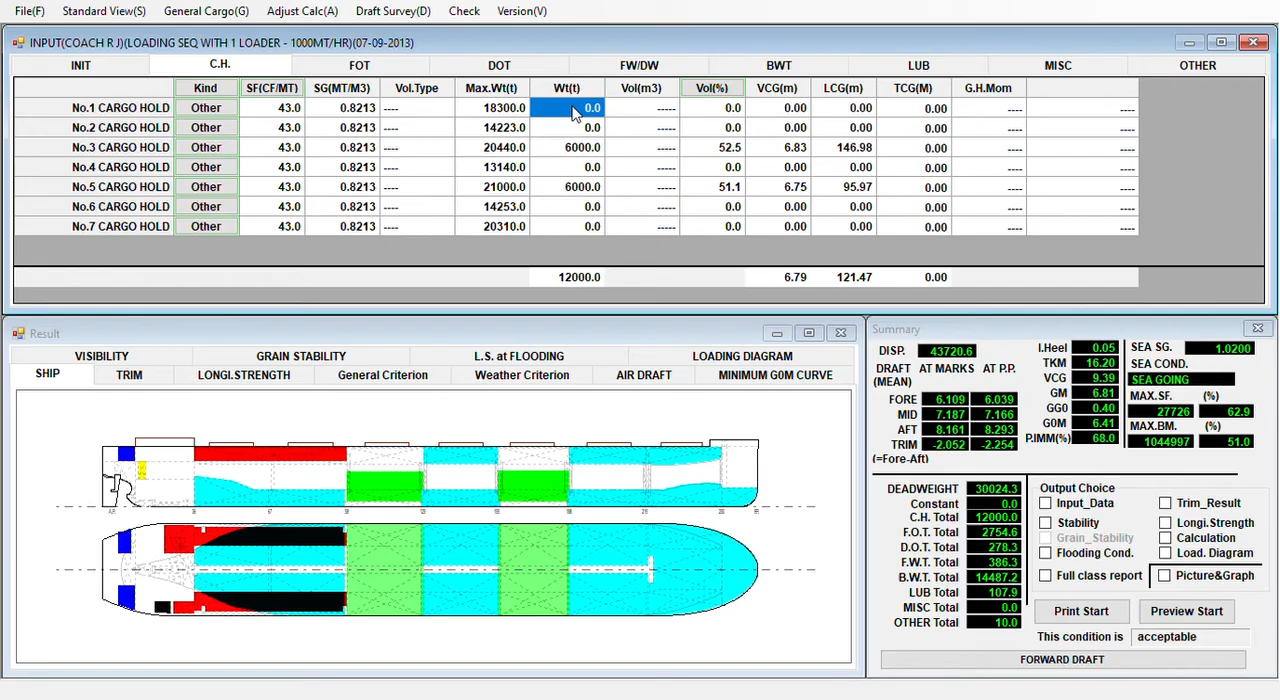 File(F) Standard View(S) General Cargo(G) Adjust Calc(A) Draft Survey(D) Check Version(V)
INPUT(COACH R J)(LOADING SEQ WITH 1 LOADER - 1000MT/HR)(07-09-2013)
INIT C.H. FOT DOT FW/DW BWT LUB MISC OTHER
Kind SF(CF/MT) SG(MT/M3) Vol.Type Max.Wt(t) Wt(t) Vol(m3) Vol(%) VCG(m) LCG(m) TCG(M) G.H.Mom
No.1 CARGO HOLD Other 43.0 0.8213 ---- 18300.0 0.0 ----- 0.0 0.00 0.00 0.00 ---- ----
No.2 CARGO HOLD Other 43.0 0.8213 ---- 14223.0 0.0 ----- 0.0 0.00 0.00 0.00 ---- ----
No.3 CARGO HOLD Other 43.0 0.8213 ---- 20440.0 6000.0 ----- 52.5 6.83 146.98 0.00 ---- ----
No.4 CARGO HOLD Other 43.0 0.8213 ---- 13140.0 0.0 ----- 0.0 0.00 0.00 0.00 ---- ----
No.5 CARGO HOLD Other 43.0 0.8213 ---- 21000.0 6000.0 ----- 51.1 6.75 95.97 0.00 ---- ----
No.6 CARGO HOLD Other 43.0 0.8213 ---- 14253.0 0.0 ----- 0.0 0.00 0.00 0.00 ---- ----
No.7 CARGO HOLD Other 43.0 0.8213 ---- 20310.0 0.0 ----- 0.0 0.00 0.00 0.00 ---- ----
12000.0 6.79 121.47 0.00
Result
VISIBILITY GRAIN STABILITY L.S. at FLOODING LOADING DIAGRAM
SHIP TRIM LONGI.STRENGTH General Criterion Weather Criterion AIR DRAFT MINIMUM G0M CURVE
Summary
DISP. 43720.6
DRAFT AT MARKS AT P.P.
(MEAN)
FORE 6.109 6.039
MID 7.187 7.166
AFT 8.161 8.293
TRIM -2.052 -2.254
(=Fore-Aft)
I.Heel 0.05
TKM 16.20
VCG 9.39
GM 6.81
GG0 0.40
G0M 6.41
P.IMM(%) 68.0
SEA SG. 1.0200
SEA COND.
SEA GOING
MAX.SF. (%)
27726 62.9
MAX.BM. (%)
1044997 51.0
DEADWEIGHT 30024.3
Constant 0.0
C.H. Total 12000.0
F.O.T. Total 2754.6
D.O.T. Total 278.3
F.W.T. Total 386.3
B.W.T Total 14487.2
LUB Total 107.9
MISC Total 0.0
OTHER Total 10.0
Output Choice
Input_Data Trim_Result
Stability Longi.Strength
Grain_Stability Calculation
Flooding Cond. Load. Diagram
Full class report Picture&Graph
Print Start Preview Start
This condition is acceptable
FORWARD DRAFT